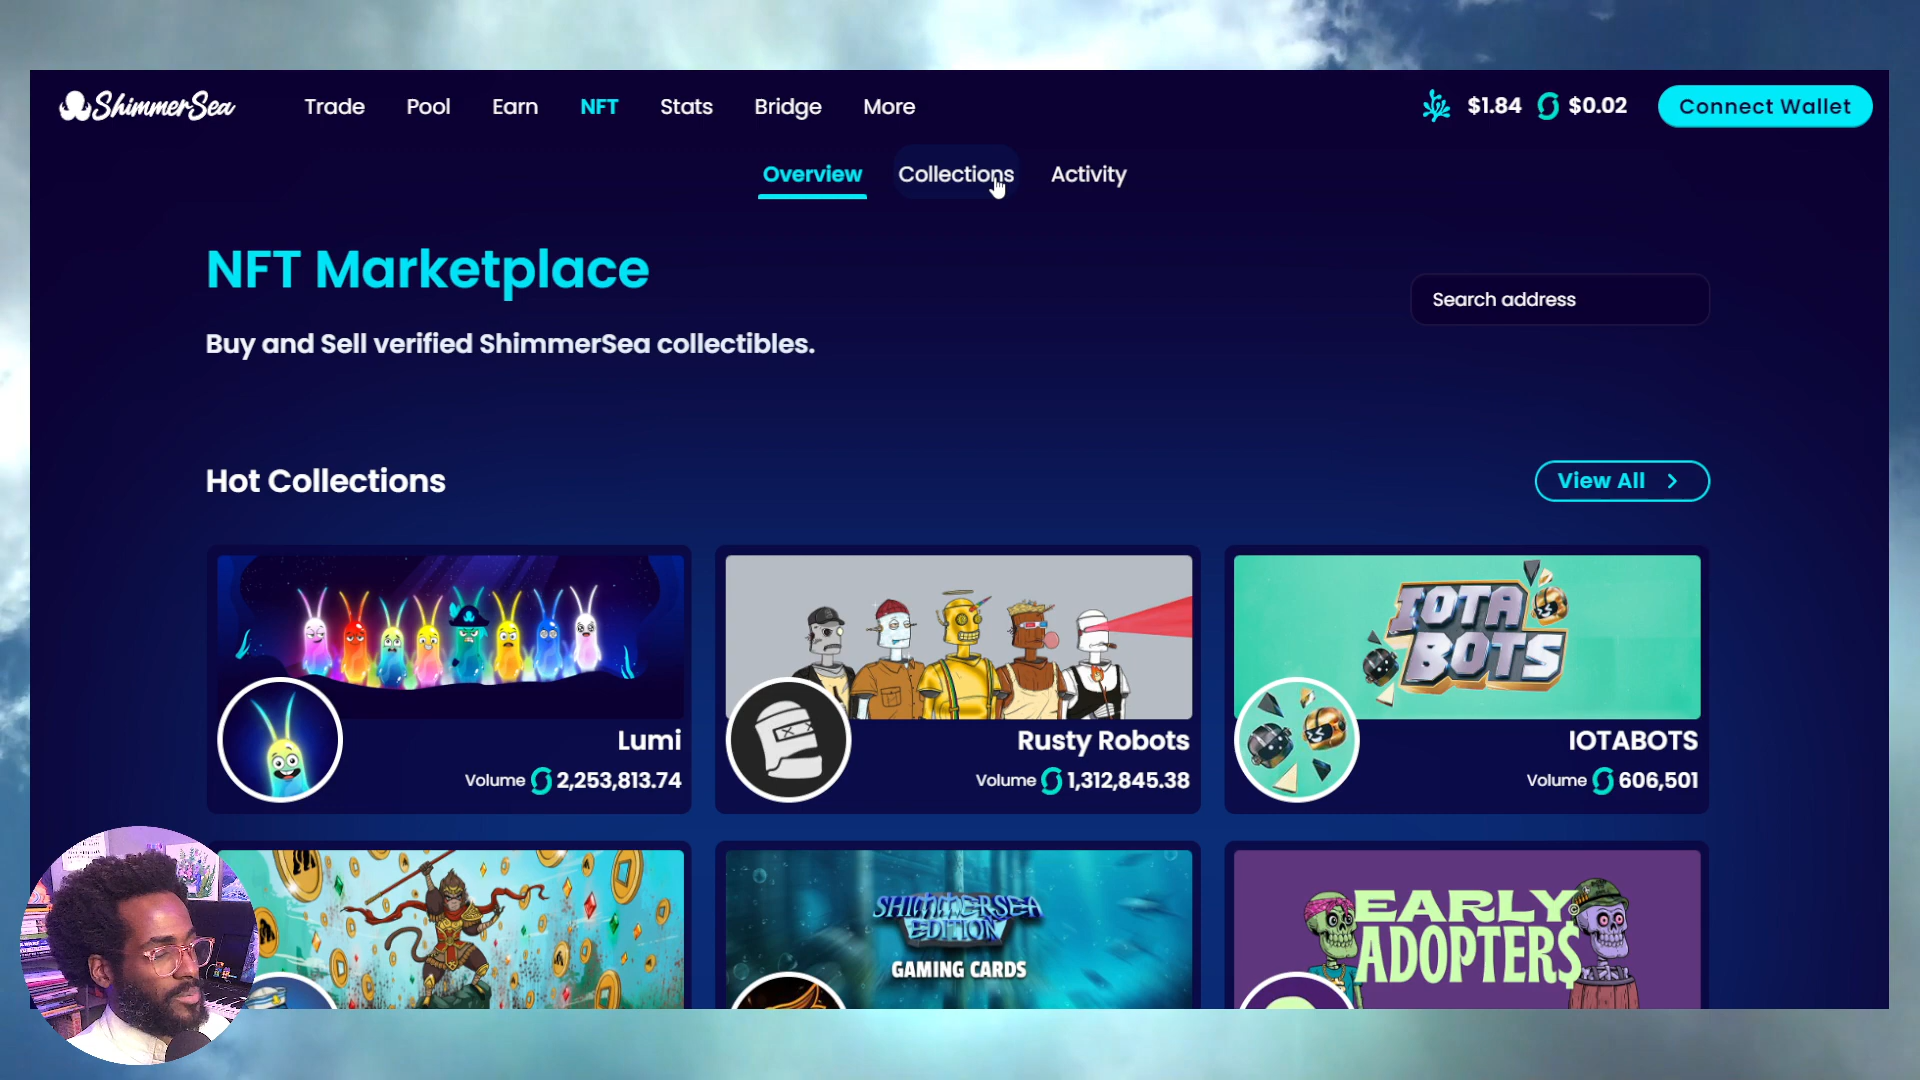 ShimmerSea
Trade
Pool
Earn
NFT
Stats
Bridge
More
$1.84
$0.02
Connect Wallet
Overview
Collections
Activity
NFT Marketplace
Search address
Buy and Sell verified ShimmerSea collectibles.
Hot Collections
View All
IOTA
BOTS
Lumi
Volume 2,253,813.74
Rusty Robots
Volume 1,312,845.38
IOTABOTS
Volume 606,501
SHIMMERSEA
EDITION
GAMING CARDS
EARLY
ADOPTER$